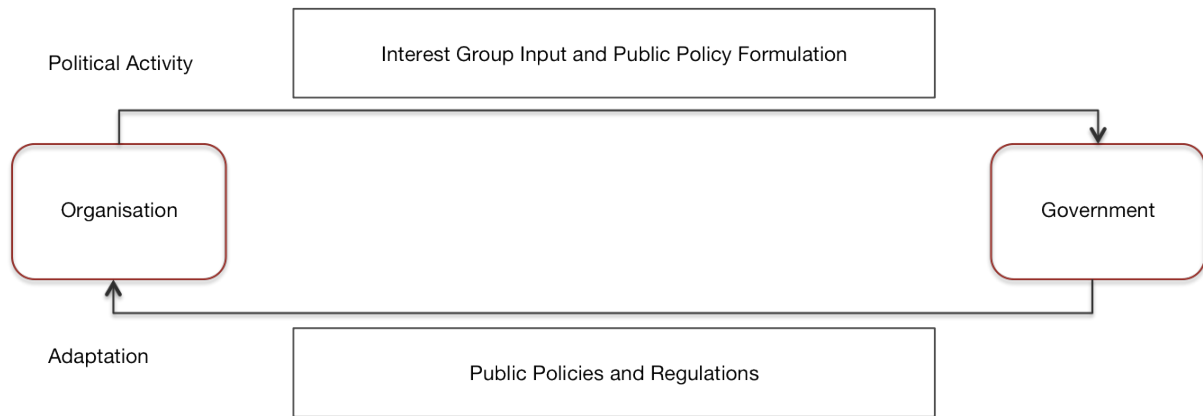 Interest Group Input and Public Policy Formulation
Political Activity
Organisation
Government
Adaptation
Public Policies and Regulations